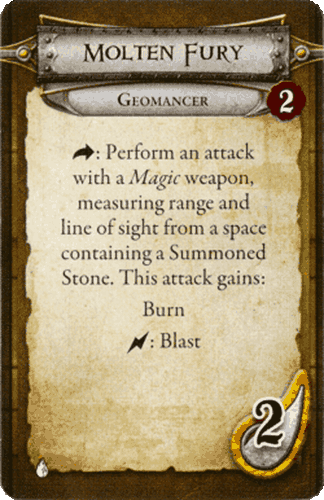 MOLTEN FURY
GEOMANCER
2
: Perform an attack
with a Magic weapon,
measuring range and
line of sight from a space
containing a Summoned
Stone. This attack gains:
Burn
: Blast
2